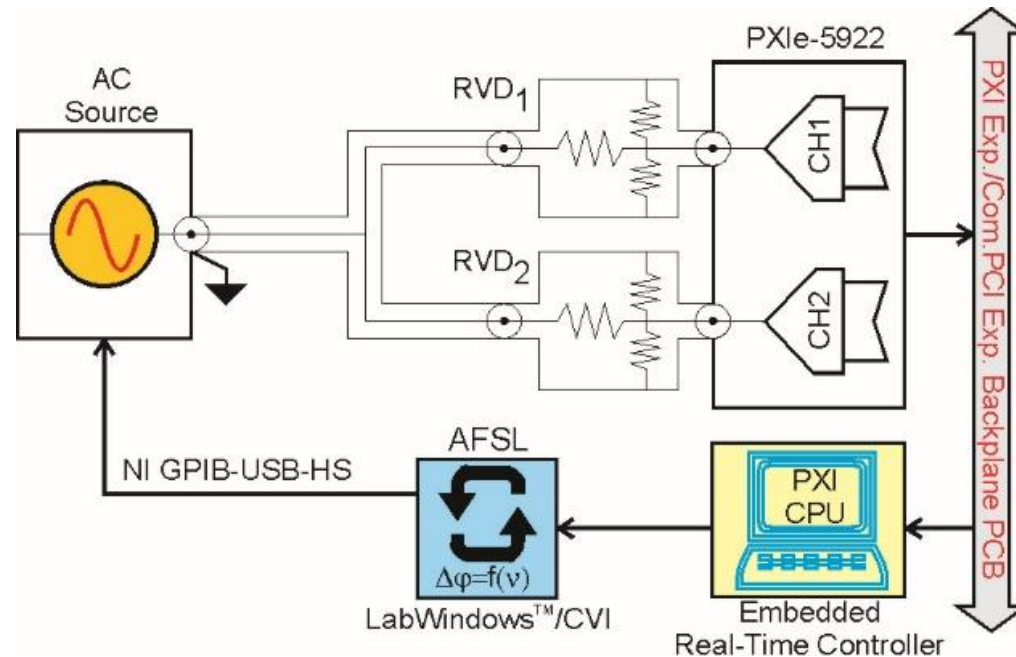 AC
Source
RVD₁
PXIe-5922
CH1
RVD₂
CH2
PXI Exp./Com.PCI Exp. Backplane PCB
NI GPIB-USB-HS
AFSL
Δφ=f(ν)
LabWindows™/CVI
PXI
CPU
Embedded
Real-Time Controller